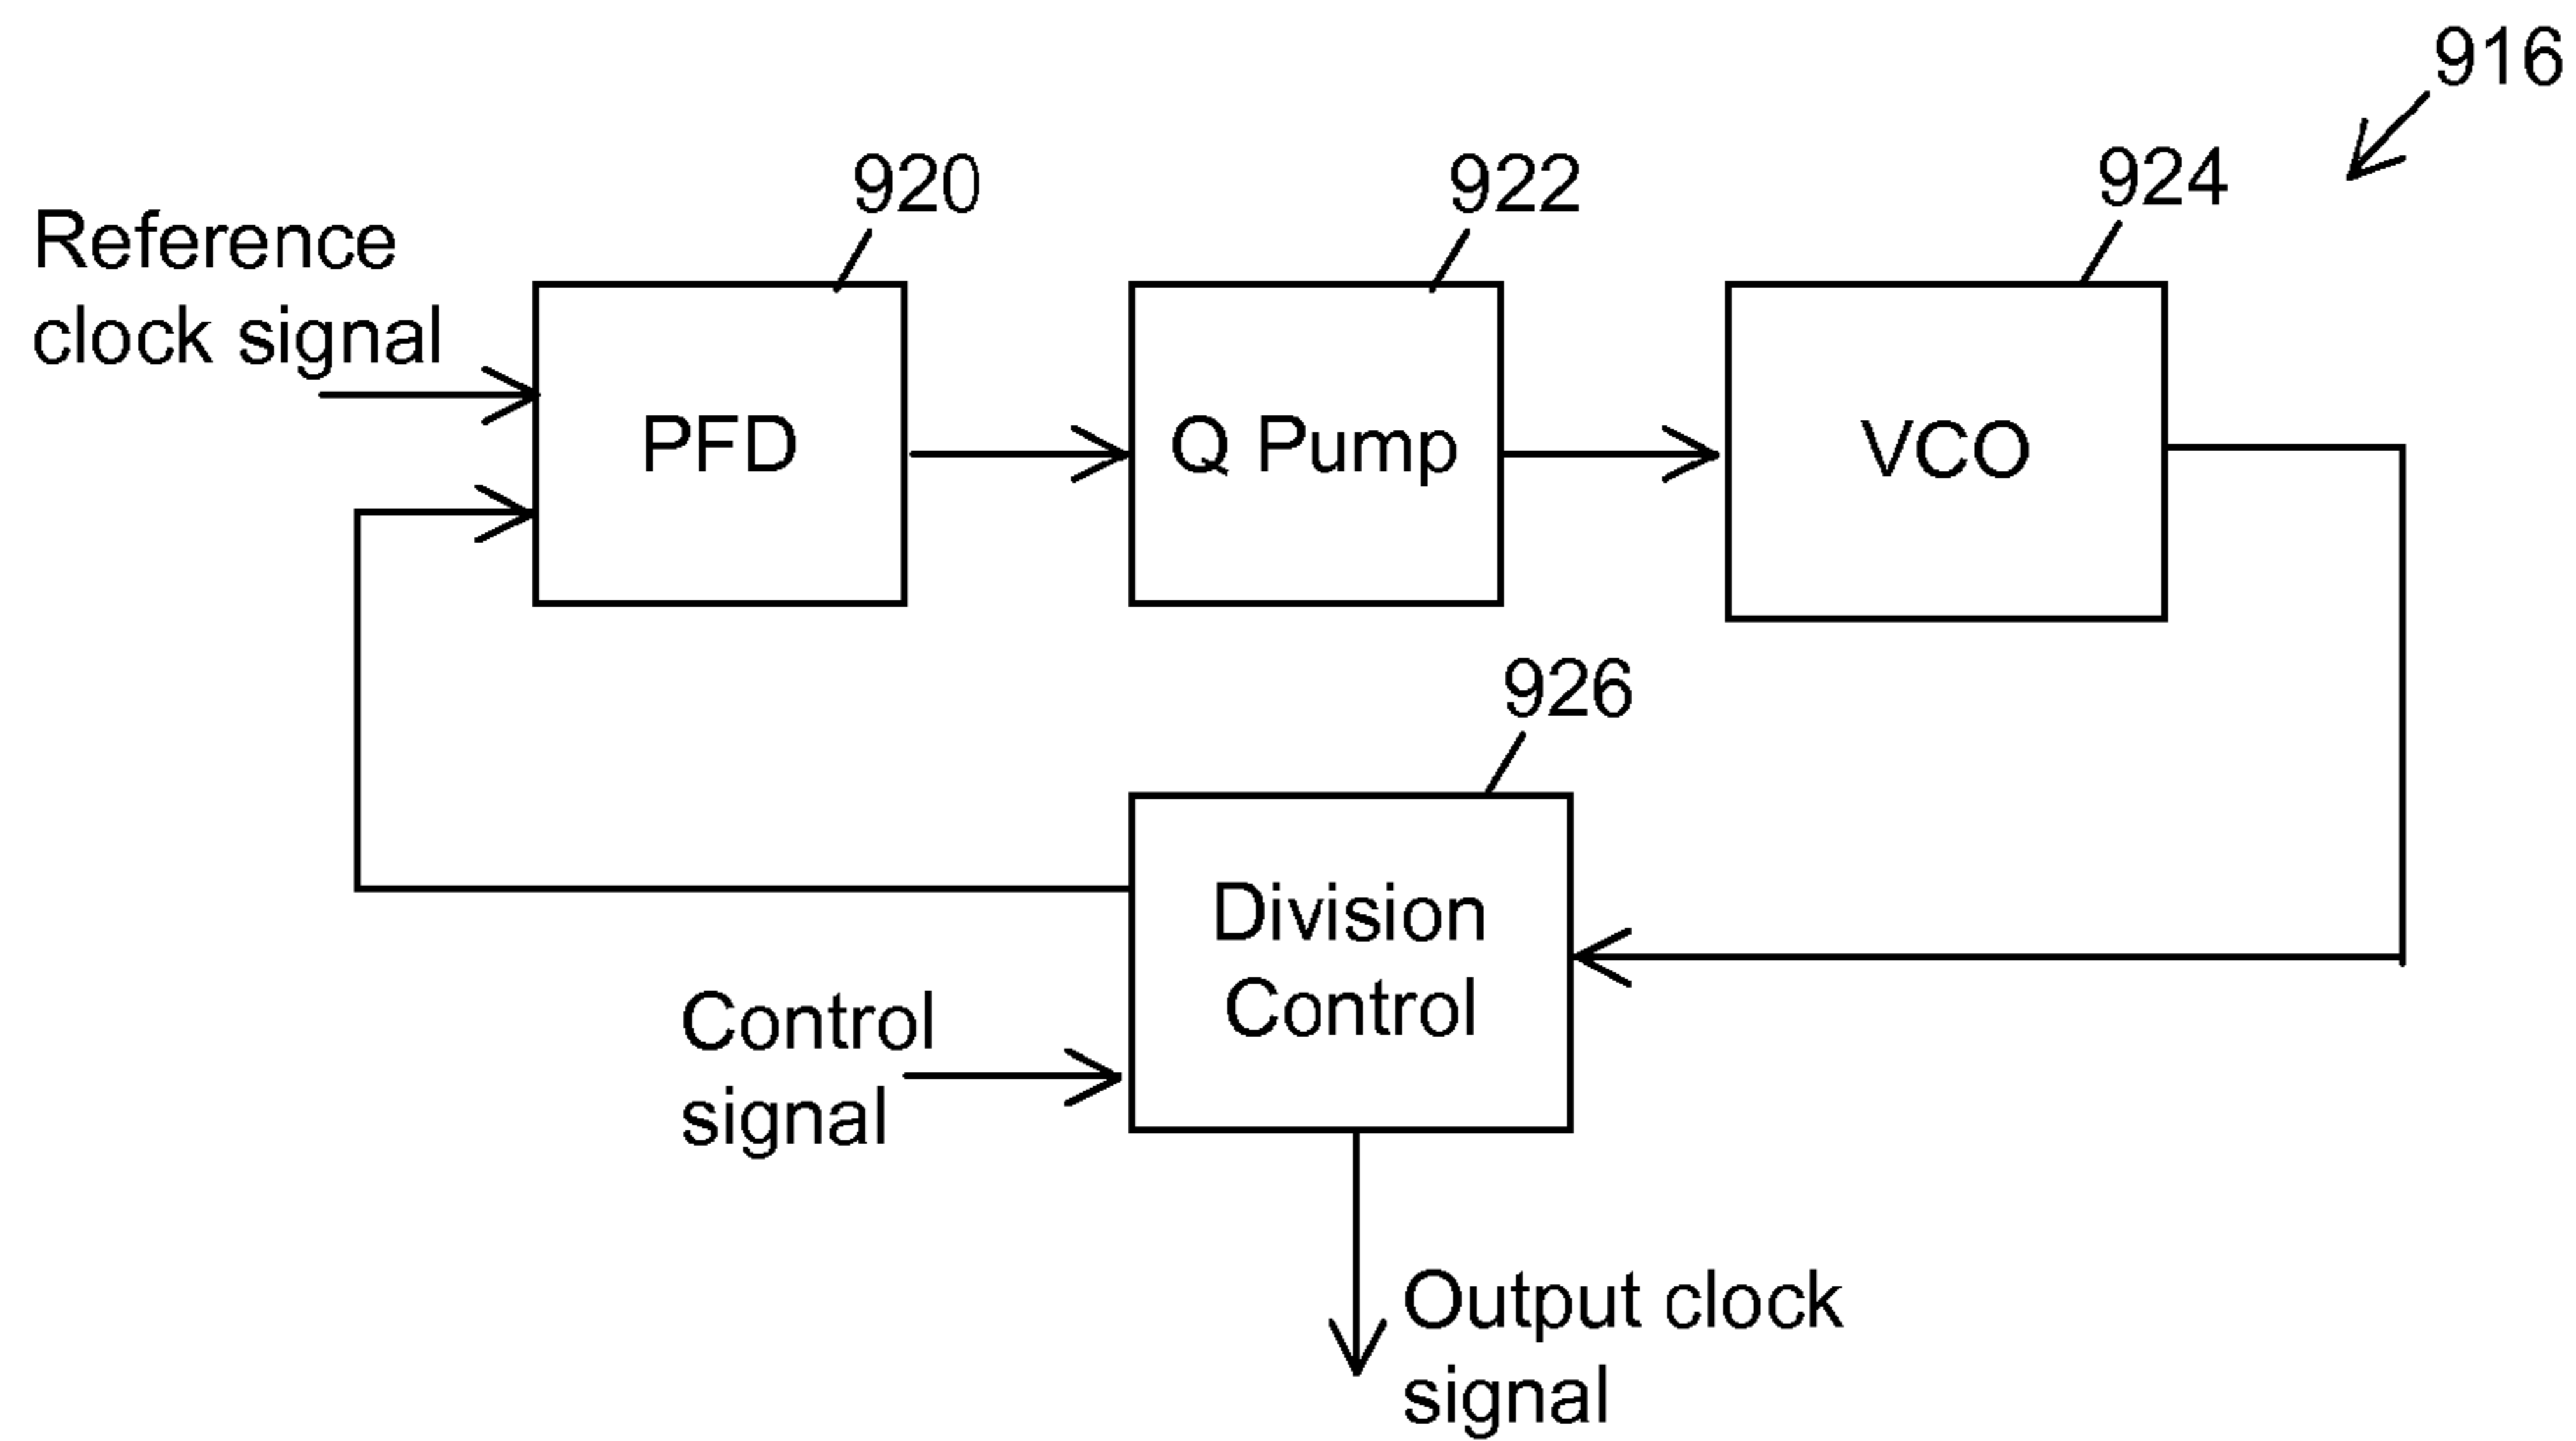 916
920
922
924
Reference
clock signal
PFD
Q Pump
VCO
926
Division
Control
Control
signal
Output clock
signal